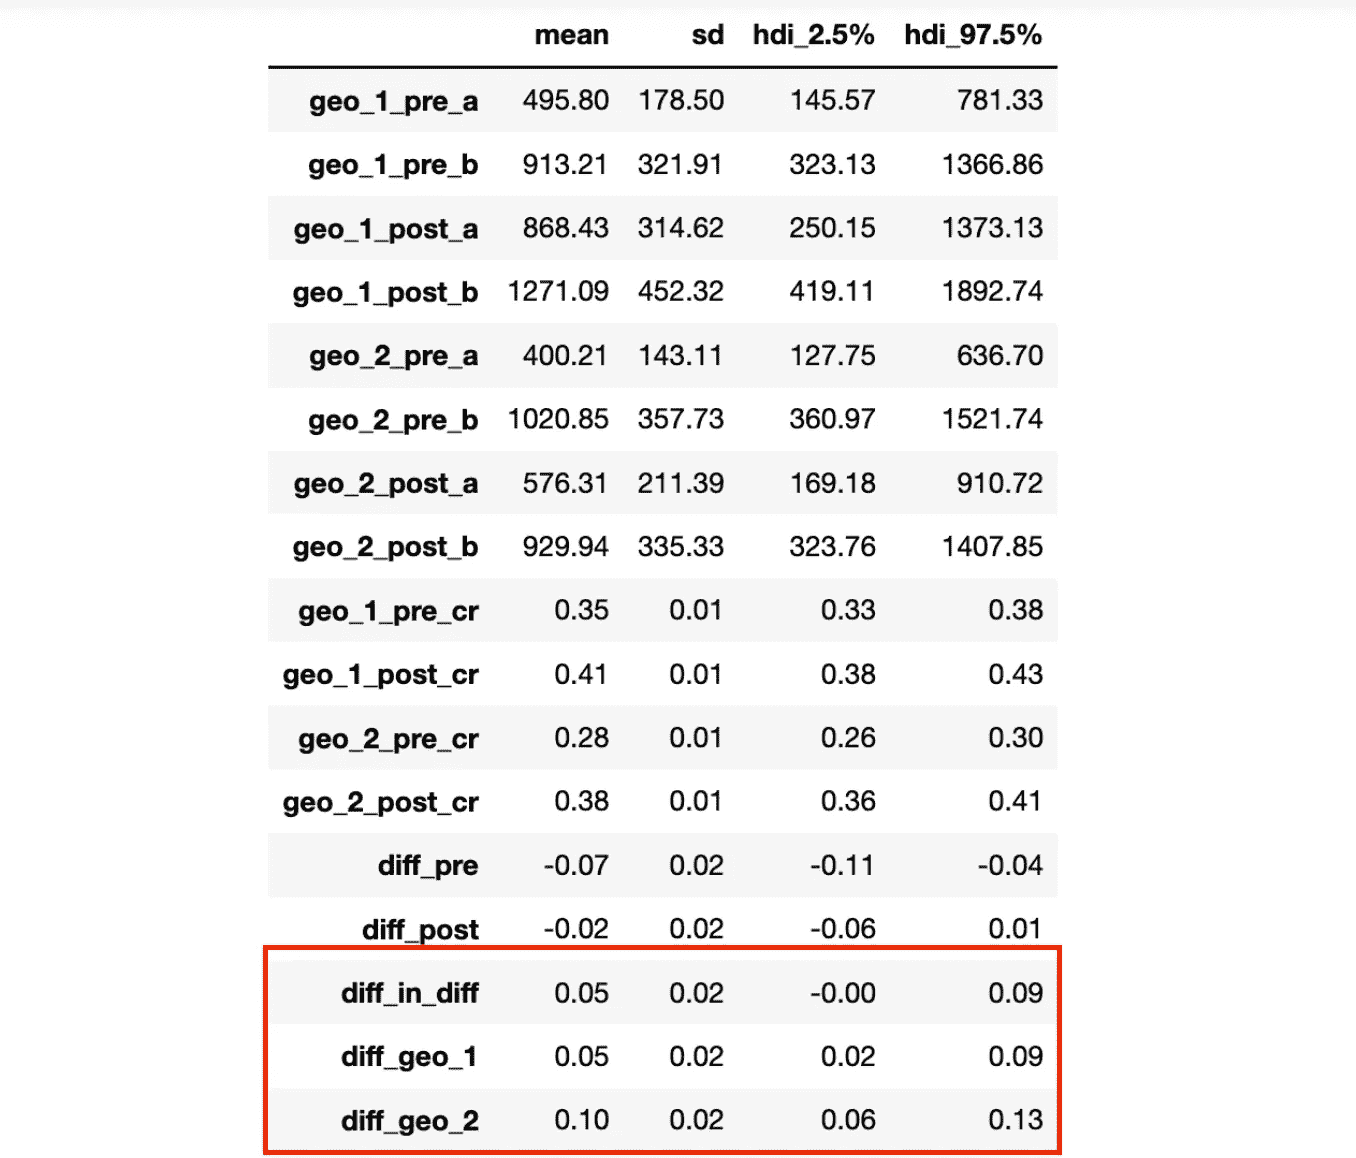 mean sd hdi_2.5% hdi_97.5%
geo_1_pre_a 495.80 178.50 145.57 781.33
geo_1_pre_b 913.21 321.91 323.13 1366.86
geo_1_post_a 868.43 314.62 250.15 1373.13
geo_1_post_b 1271.09 452.32 419.11 1892.74
geo_2_pre_a 400.21 143.11 127.75 636.70
geo_2_pre_b 1020.85 357.73 360.97 1521.74
geo_2_post_a 576.31 211.39 169.18 910.72
geo_2_post_b 929.94 335.33 323.76 1407.85
geo_1_pre_cr 0.35 0.01 0.33 0.38
geo_1_post_cr 0.41 0.01 0.38 0.43
geo_2_pre_cr 0.28 0.01 0.26 0.30
geo_2_post_cr 0.38 0.01 0.36 0.41
diff_pre -0.07 0.02 -0.11 -0.04
diff_post -0.02 0.02 -0.06 0.01
diff_in_diff 0.05 0.02 -0.00 0.09
diff_geo_1 0.05 0.02 0.02 0.09
diff_geo_2 0.10 0.02 0.06 0.13